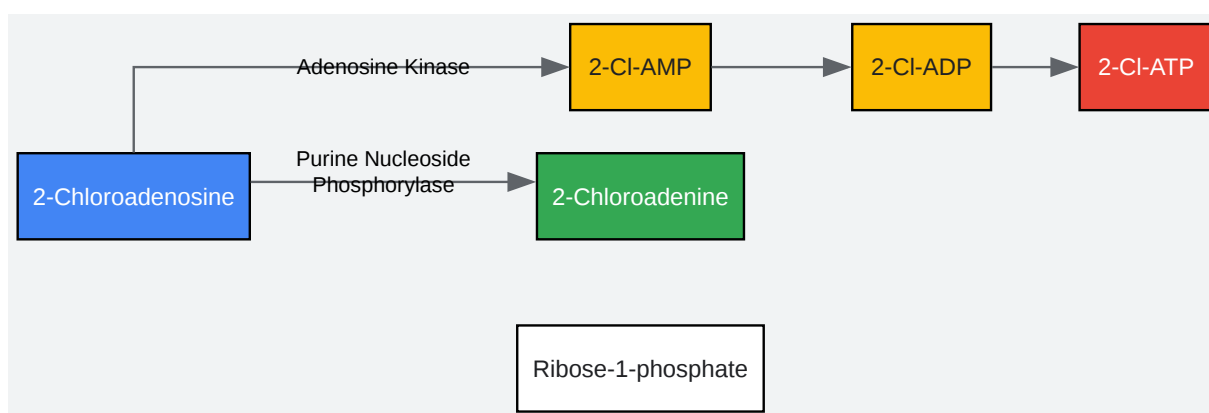 Adenosine Kinase
2-Cl-AMP
2-Cl-ADP
2-Cl-ATP
2-Chloroadenosine
Purine Nucleoside
Phosphorylase
2-Chloroadenine
Ribose-1-phosphate